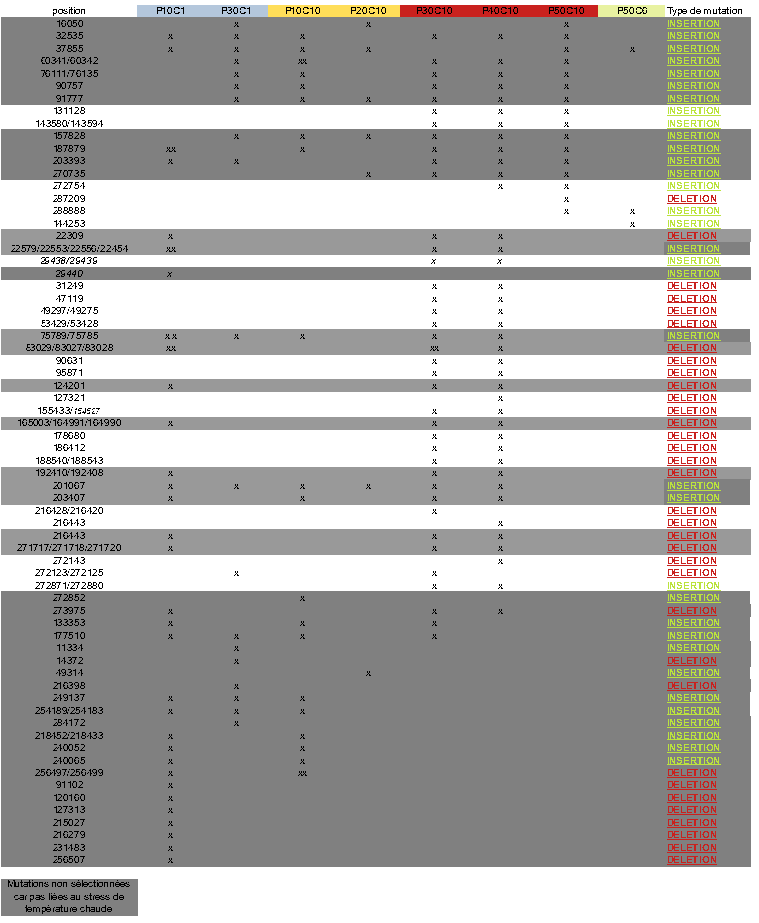 position P10C1 P30C1 P10C10 P20C10 P30C10 P40C10 P50C10 P50C6 Type de mutation
16050 x x x INSERTION
32535 x x x x x x INSERTION
37855 x x x x x x x x INSERTION
60341/60342 x xx x x x INSERTION
76111/76135 x x x x x INSERTION
90757 x x x x x INSERTION
91777 x x x x x x INSERTION
131128 x x x INSERTION
143580/143594 x x x INSERTION
157828 x x x x x x INSERTION
187879 xx x x x x INSERTION
203393 x x x x x INSERTION
270735 x x x x INSERTION
272754 x x INSERTION
287209 x DELETION
288888 x x INSERTION
144253 x INSERTION
22309 x x x DELETION
22579/22553/22556/22454 xx x x INSERTION
29438/29439 x x INSERTION
29440 x INSERTION
31249 x x DELETION
47119 x x DELETION
49297/49275 x x DELETION
53429/53428 x x DELETION
75789/75785 xx x x x x INSERTION
83029/83027/83028 xx xx x DELETION
90631 x x DELETION
95871 x x DELETION
124201 x x x DELETION
127321 x DELETION
155433/154527 x x DELETION
165003/164991/164990 x x x DELETION
178680 x x DELETION
186412 x x DELETION
188540/188543 x x DELETION
192410/192408 x x x DELETION
201067 x x x x x x INSERTION
203407 x x x x INSERTION
216428/216420 x DELETION
216443 x DELETION
216443 x x x DELETION
271717/271718/271720 x x x DELETION
272143 x DELETION
272123/272125 x x DELETION
272871/272880 x x INSERTION
272852 x INSERTION
273975 x x x DELETION
133353 x x x INSERTION
177510 x x x x INSERTION
11334 x INSERTION
14372 x DELETION
49314 x INSERTION
216398 x DELETION
249137 x x x INSERTION
254189/254183 x x x INSERTION
284172 x INSERTION
218452/218433 x x INSERTION
240052 x x INSERTION
240065 x x INSERTION
256497/256499 x xx DELETION
91102 x DELETION
120160 x DELETION
127313 x DELETION
215027 x DELETION
216279 x DELETION
231483 x DELETION
256507 x DELETION
Mutations non sélectionnées
car pas liées au stress de
température chaude